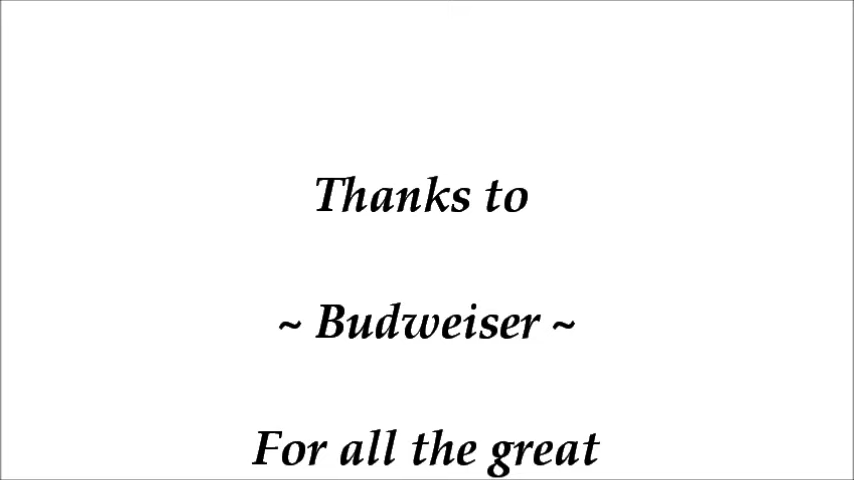 Thanks to
~ Budweiser ~
For all the great